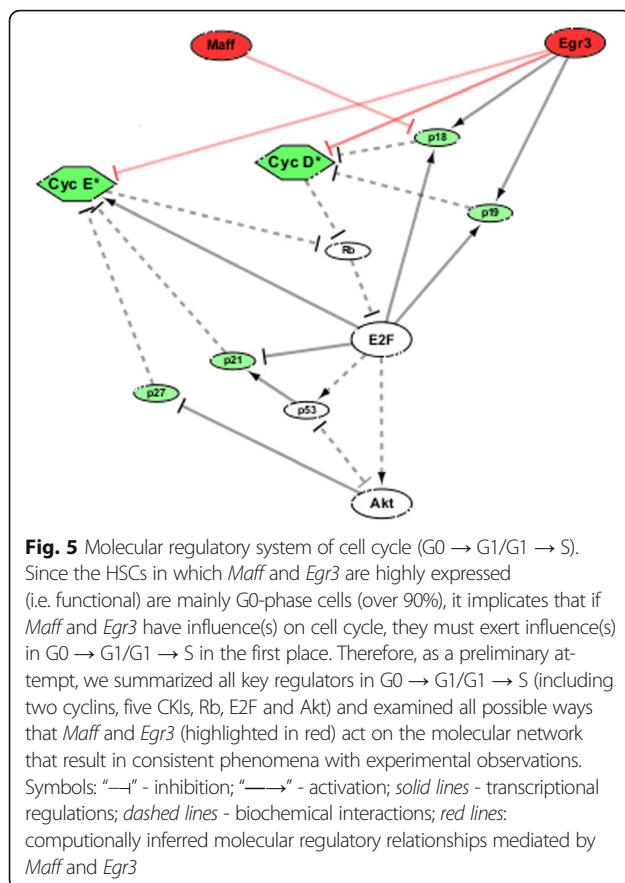 Maff
Egr3
p18
Cyc D*
Cyc E*
p19
Rb
E2F
p21
p27
p53
Akt
Fig. 5 Molecular regulatory system of cell cycle (G0 → G1/G1 → S).
Since the HSCs in which Maff and Egr3 are highly expressed
(i.e. functional) are mainly G0-phase cells (over 90%), it implicates that if
Maff and Egr3 have influence(s) on cell cycle, they must exert influence(s)
in G0 → G1/G1 → S in the first place. Therefore, as a preliminary at-
tempt, we summarized all key regulators in G0 → G1/G1 → S (including
two cyclins, five CKIs, Rb, E2F and Akt) and examined all possible ways
that Maff and Egr3 (highlighted in red) act on the molecular network
that result in consistent phenomena with experimental observations.
Symbols: “—⊣” - inhibition; “—→” - activation; solid lines - transcriptional
regulations; dashed lines - biochemical interactions; red lines:
computionally inferred molecular regulatory relationships mediated by
Maff and Egr3